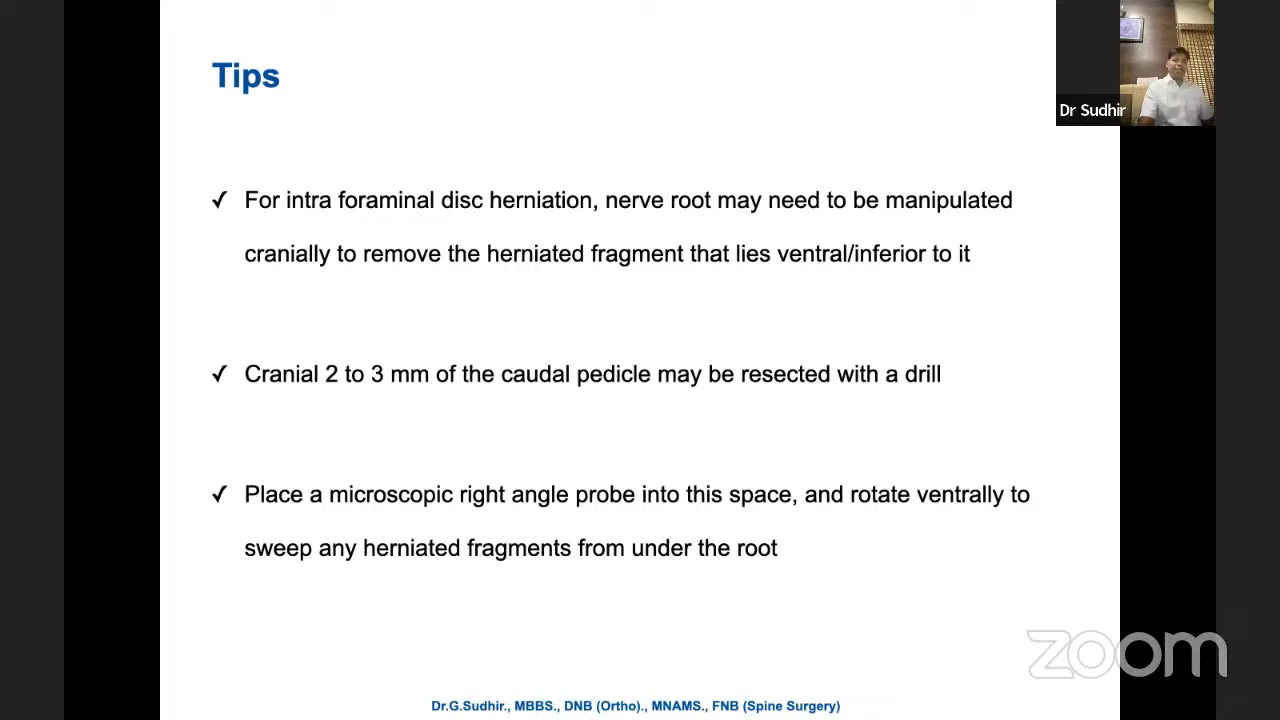 Tips
Dr Sudhir
✓ For intra foraminal disc herniation, nerve root may need to be manipulated
cranially to remove the herniated fragment that lies ventral/inferior to it
✓ Cranial 2 to 3 mm of the caudal pedicle may be resected with a drill
✓ Place a microscopic right angle probe into this space, and rotate ventrally to
sweep any herniated fragments from under the root
zoom
Dr.G.Sudhir., MBBS., DNB (Ortho)., MNAMS., FNB (Spine Surgery)